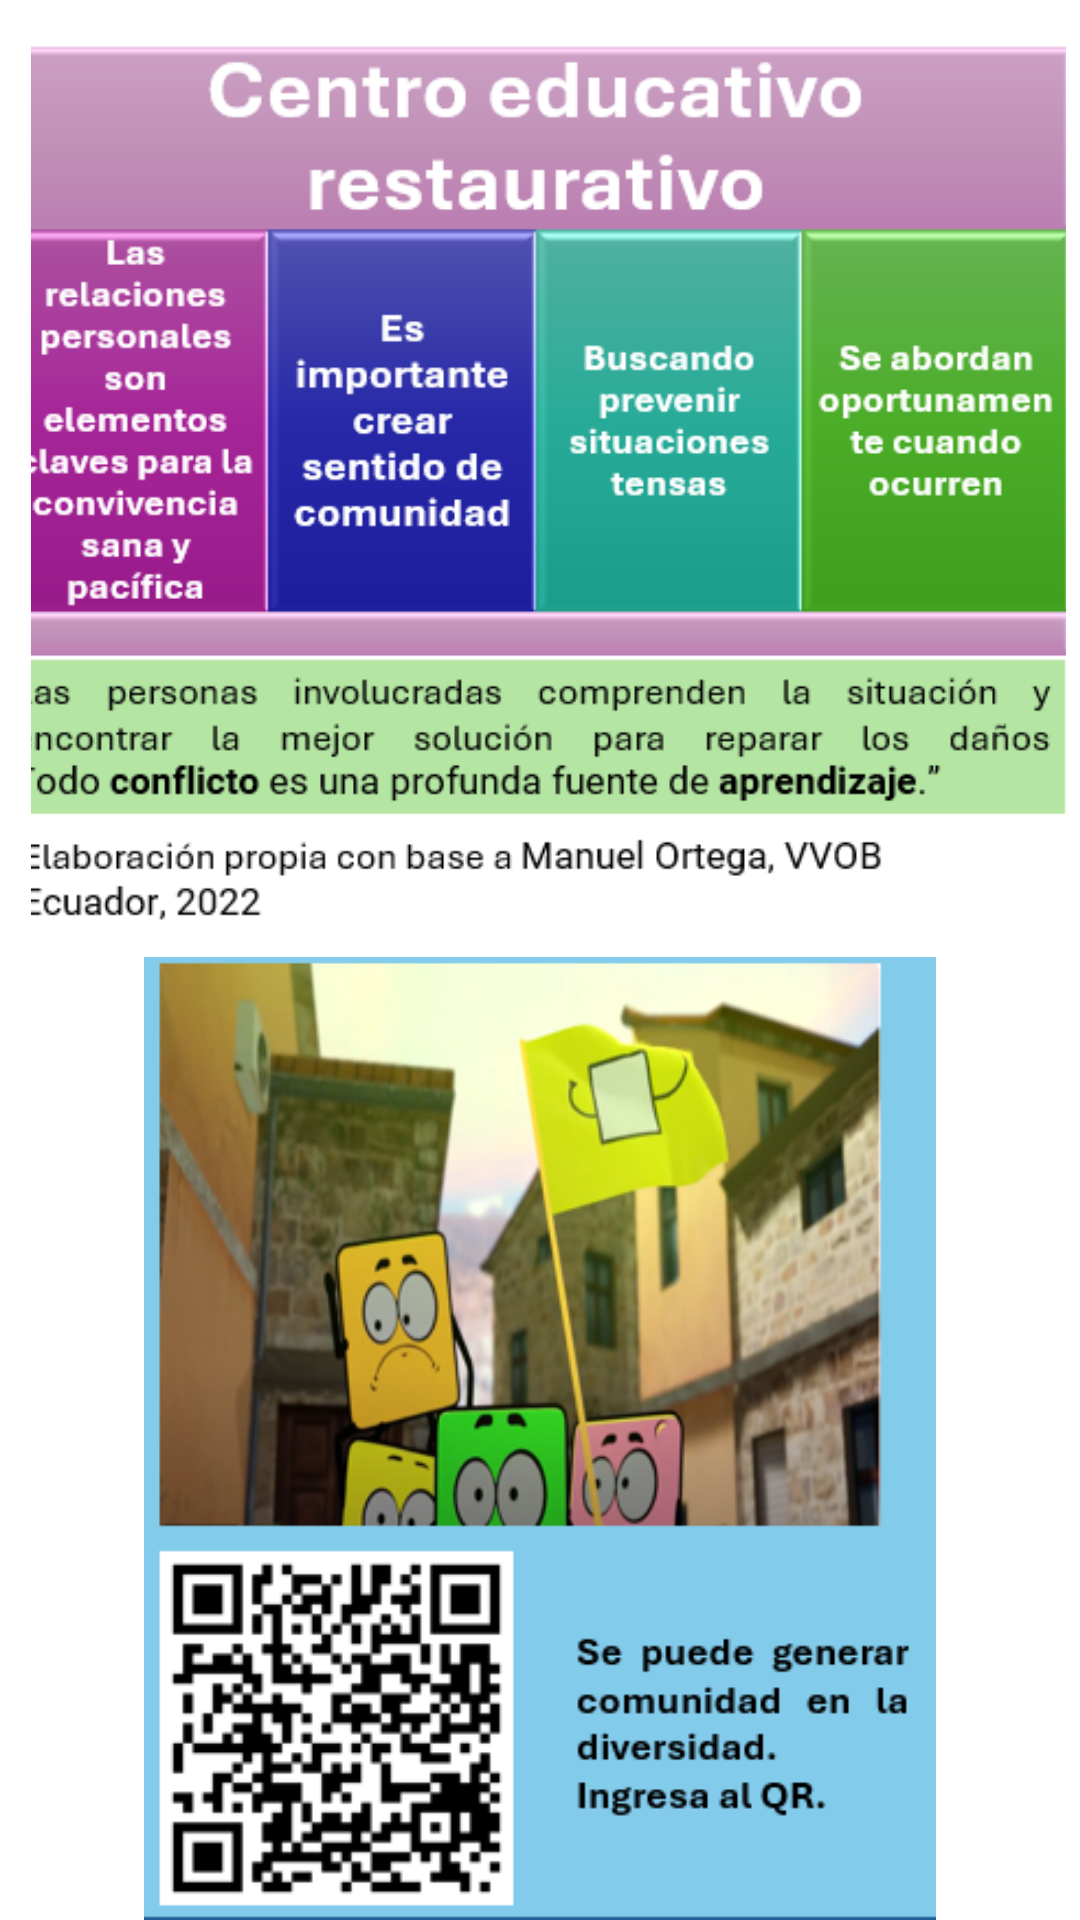 Centro educativo
restaurativo
Las
relaciones
personales
son
elementos
claves para la
convivencia
sana y
pacífica
Es
importante
crear
sentido de
comunidad
Buscando
prevenir
situaciones
tensas
Se abordan
oportunamen
te cuando
ocurren
as personas involucradas comprenden la situación y
ncontrar la mejor solución para reparar los daños
Todo conflicto es una profunda fuente de aprendizaje.”
Elaboración propia con base a Manuel Ortega, VVOB
Ecuador, 2022
Se puede generar
comunidad en la
diversidad.
Ingresa al QR.